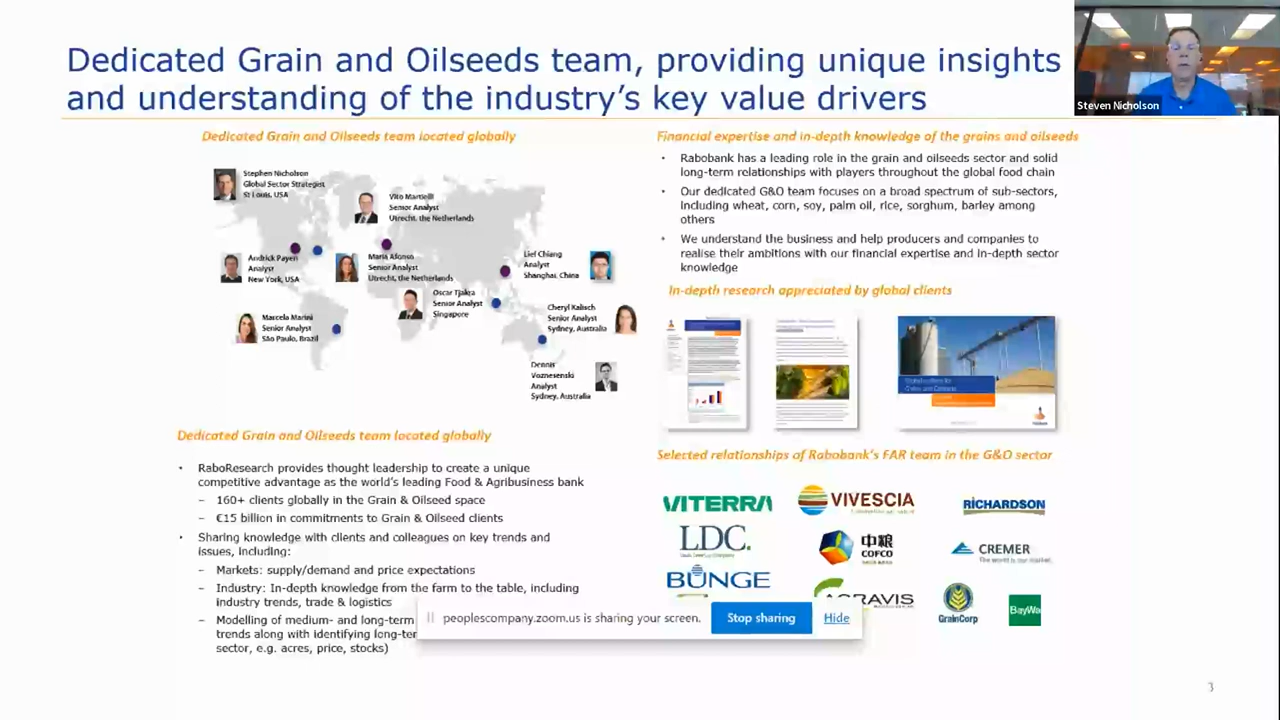 Dedicated Grain and Oilseeds team, providing unique insights
and understanding of the industry's key value drivers
Steven Nicholson
Dedicated Grain and Oilseeds team located globally
Stephen Nicholson
Global Sector Strategist
St Louis, USA
Vito Martielli
Senior Analyst
Utrecht, the Netherlands
Andrick Payen
Analyst
New York, USA
Maria Afonso
Senior Analyst
Utrecht, the Netherlands
Lief Chiang
Analyst
Shanghai, China
Oscar Tjakra
Senior Analyst
Singapore
Cheryl Kalisch
Senior Analyst
Sydney, Australia
Marcela Marini
Senior Analyst
São Paulo, Brazil
Dennis
Voznesenski
Analyst
Sydney, Australia
Dedicated Grain and Oilseeds team located globally
• RaboResearch provides thought leadership to create a unique
competitive advantage as the world's leading Food & Agribusiness bank
– 160+ clients globally in the Grain & Oilseed space
– €15 billion in commitments to Grain & Oilseed clients
• Sharing knowledge with clients and colleagues on key trends and
issues, including:
– Markets: supply/demand and price expectations
– Industry: In-depth knowledge from the farm to the table, including
industry trends, trade & logistics
– Modelling of medium- and long-term
trends along with identifying
sector, e.g. acres, price, stocks)
Financial expertise and in-depth knowledge of the grains and oilseeds
• Rabobank has a leading role in the grain and oilseeds sector and solid
long-term relationships with players throughout the global food chain
• Our dedicated G&O team focuses on a broad spectrum of sub-sectors,
including wheat, corn, soy, palm oil, rice, sorghum, barley among
others
• We understand the business and help producers and companies to
realise their ambitions with our financial expertise and in-depth sector
knowledge
In-depth research appreciated by global clients
Selected relationships of Rabobank's FAR team in the G&O sector
VITERRA
VIVESCIA
RICHARDSON
LDC.
中粮
COFCO
CREMER
BUNGE
AGRAVIS
GrainCorp
BayWa
peoplescompany.zoom.us is sharing your screen.
Stop sharing
Hide
3